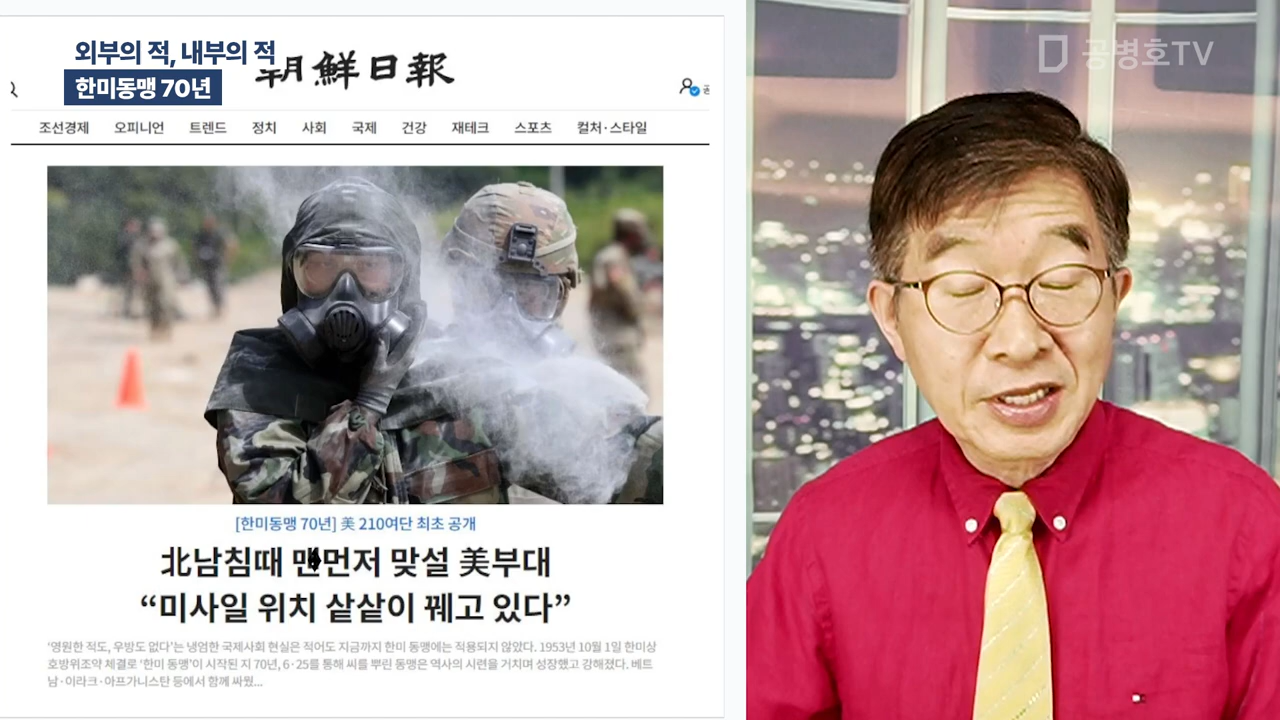 외부의 적, 내부의 적
한미동맹 70년
朝鮮日報
공병호TV
조선경제 오피니언 트렌드 정치 사회 국제 건강 재테크 스포츠 컬처·스타일
[한미동맹 70년] 美 210여단 최초 공개
北남침때 맨먼저 맞설 美부대
“미사일 위치 샅샅이 꿰고 있다”
‘영원한 적도, 우방도 없다’는 냉엄한 국제사회 현실은 적어도 지금까지 한미 동맹에는 적용되지 않았다. 1953년 10월 1일 한미상
호방위조약 체결로 ‘한미 동맹’이 시작된 지 70년, 6·25를 통해 씨를 뿌린 동맹은 역사의 시련을 거치며 성장했고 강해졌다. 베트
남·이라크·아프가니스탄 등에서 함께 싸웠...